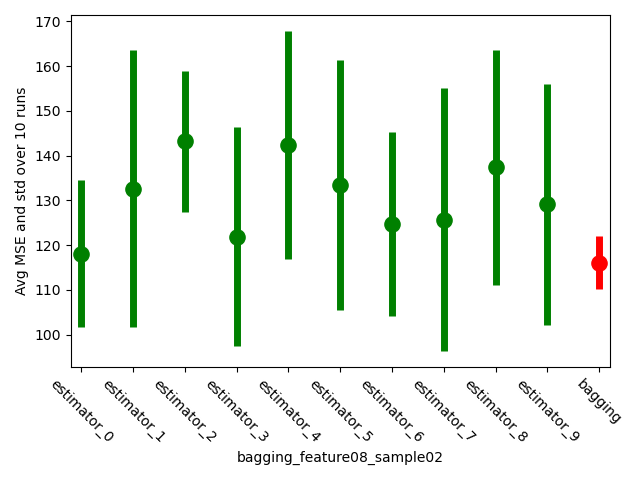 170
160
150
140
130
120
110
100
Avg MSE and std over 10 runs
estimator_0
estimator_1
estimator_2
estimator_3
estimator_4
estimator_5
estimator_6
estimator_7
estimator_8
estimator_9
bagging
bagging_feature08_sample02